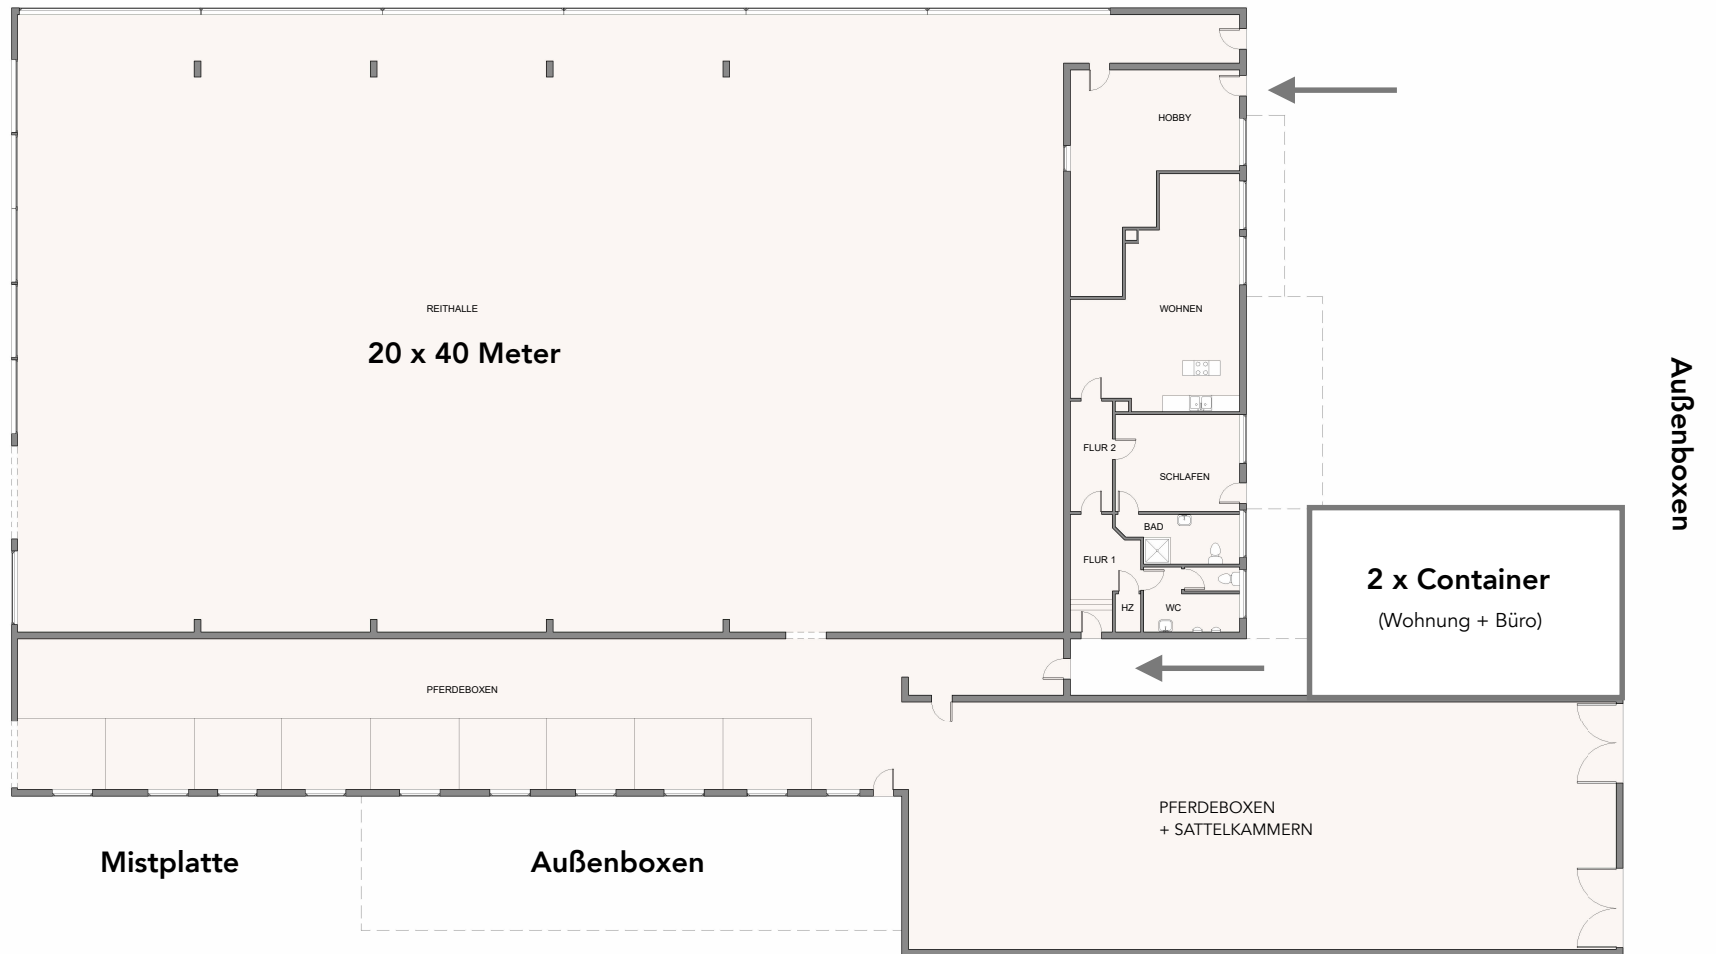 HOBBY
REITHALLE
20 x 40 Meter
WOHNEN
FLUR 2
SCHLAFEN
BAD
FLUR 1
HZ
WC
Außenboxen
2 x Container
(Wohnung + Büro)
PFERDEBOXEN
PFERDEBOXEN
+ SATTELKAMMERN
Mistplatte
Außenboxen